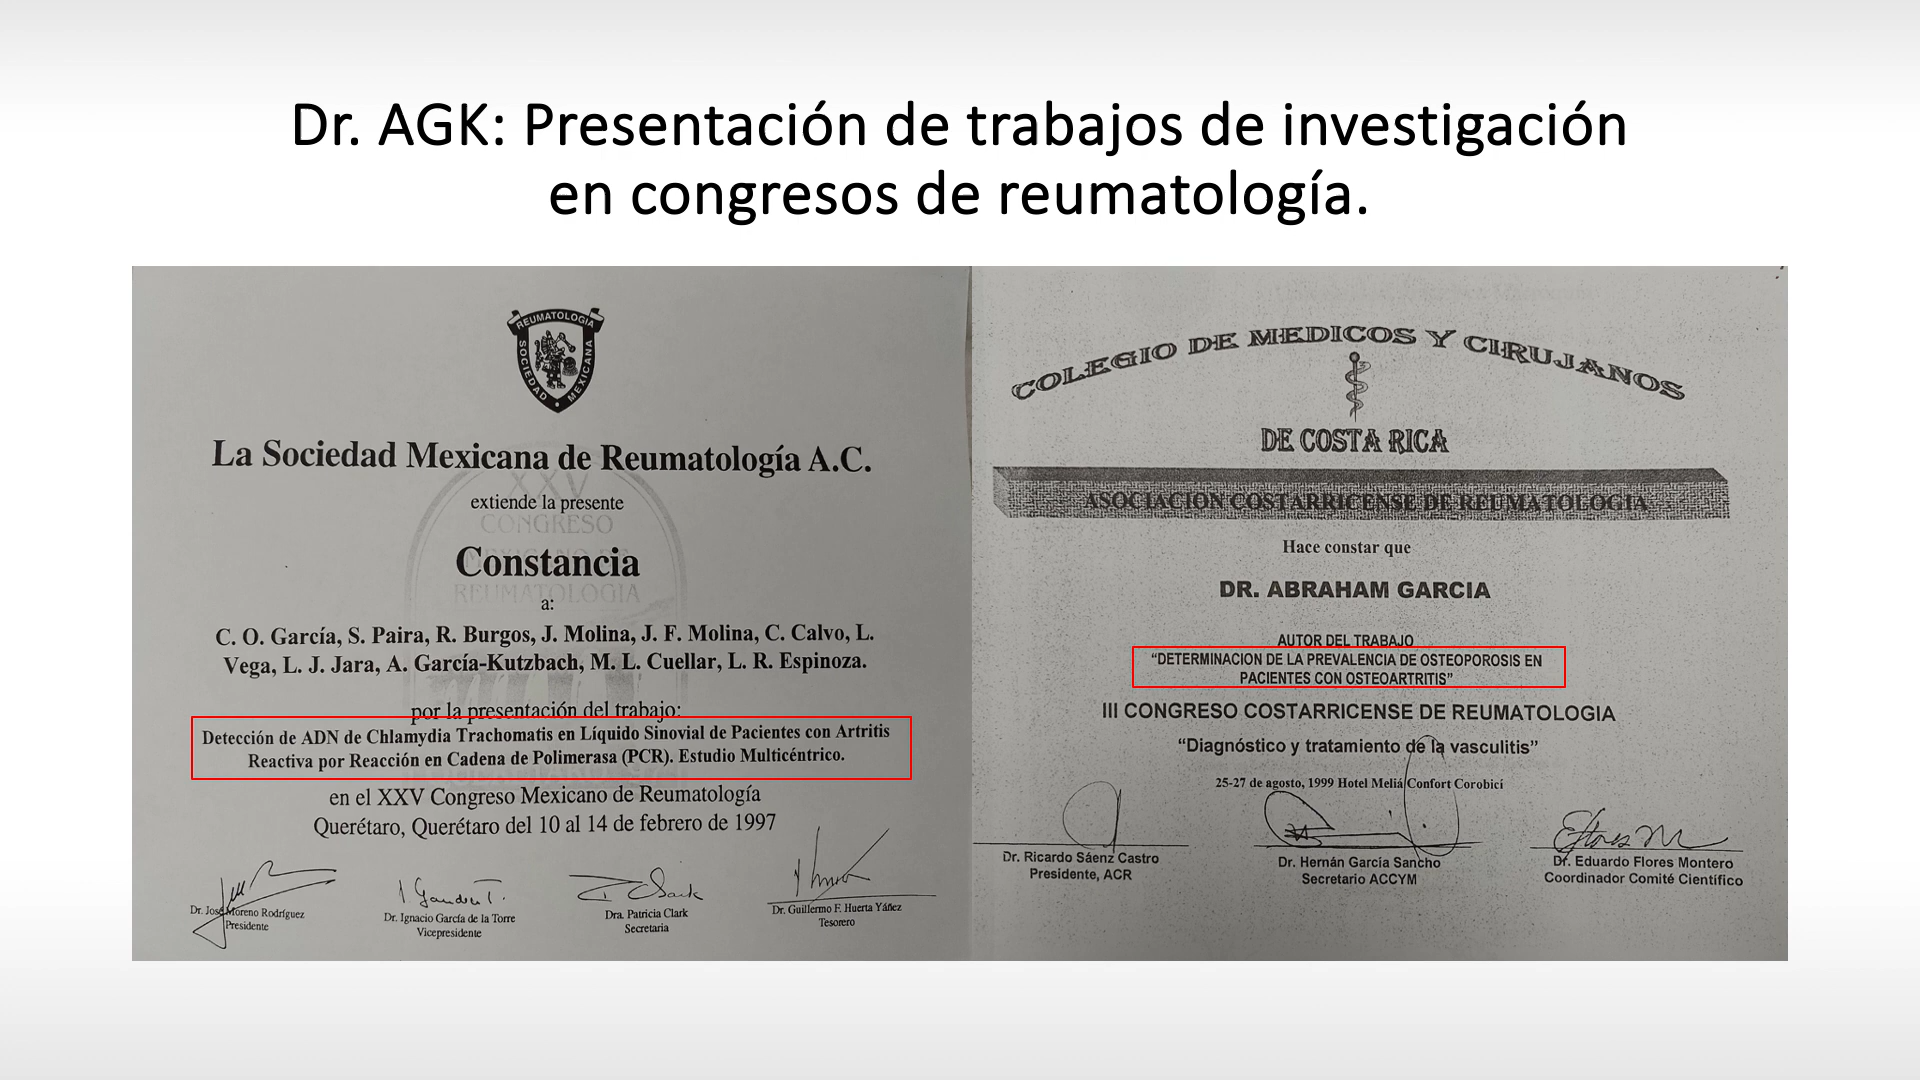 Dr. AGK: Presentación de trabajos de investigación
en congresos de reumatología.
REUMATOLOGIA
SOCIEDAD • MEXICANA
La Sociedad Mexicana de Reumatología A.C.
extiende la presente
XXV
CONGRESO
Constancia
REUMATOLOGIA
a:
C. O. García, S. Paira, R. Burgos, J. Molina, J. F. Molina, C. Calvo, L.
Vega, L. J. Jara, A. García-Kutzbach, M. L. Cuellar, L. R. Espinoza.
por la presentación del trabajo:
Detección de ADN de Chlamydia Trachomatis en Líquido Sinovial de Pacientes con Artritis
Reactiva por Reacción en Cadena de Polimerasa (PCR). Estudio Multicéntrico.
en el XXV Congreso Mexicano de Reumatología
Querétaro, Querétaro del 10 al 14 de febrero de 1997
Dr. José Moreno Rodríguez
Presidente
Dr. Ignacio García de la Torre
Vicepresidente
Dra. Patricia Clark
Secretaria
Dr. Guillermo F. Huerta Yáñez
Tesorero
COLEGIO DE MEDICOS Y CIRUJANOS
DE COSTA RICA
ASOCIACION COSTARRICENSE DE REUMATOLOGIA
Hace constar que
DR. ABRAHAM GARCIA
AUTOR DEL TRABAJO
“DETERMINACION DE LA PREVALENCIA DE OSTEOPOROSIS EN
PACIENTES CON OSTEOARTRITIS”
III CONGRESO COSTARRICENSE DE REUMATOLOGIA
“Diagnóstico y tratamiento de la vasculitis”
25-27 de agosto, 1999 Hotel Meliá Confort Corobicí
Dr. Ricardo Sáenz Castro
Presidente, ACR
Dr. Hernán García Sancho
Secretario ACCYM
Dr. Eduardo Flores Montero
Coordinador Comité Cientifico